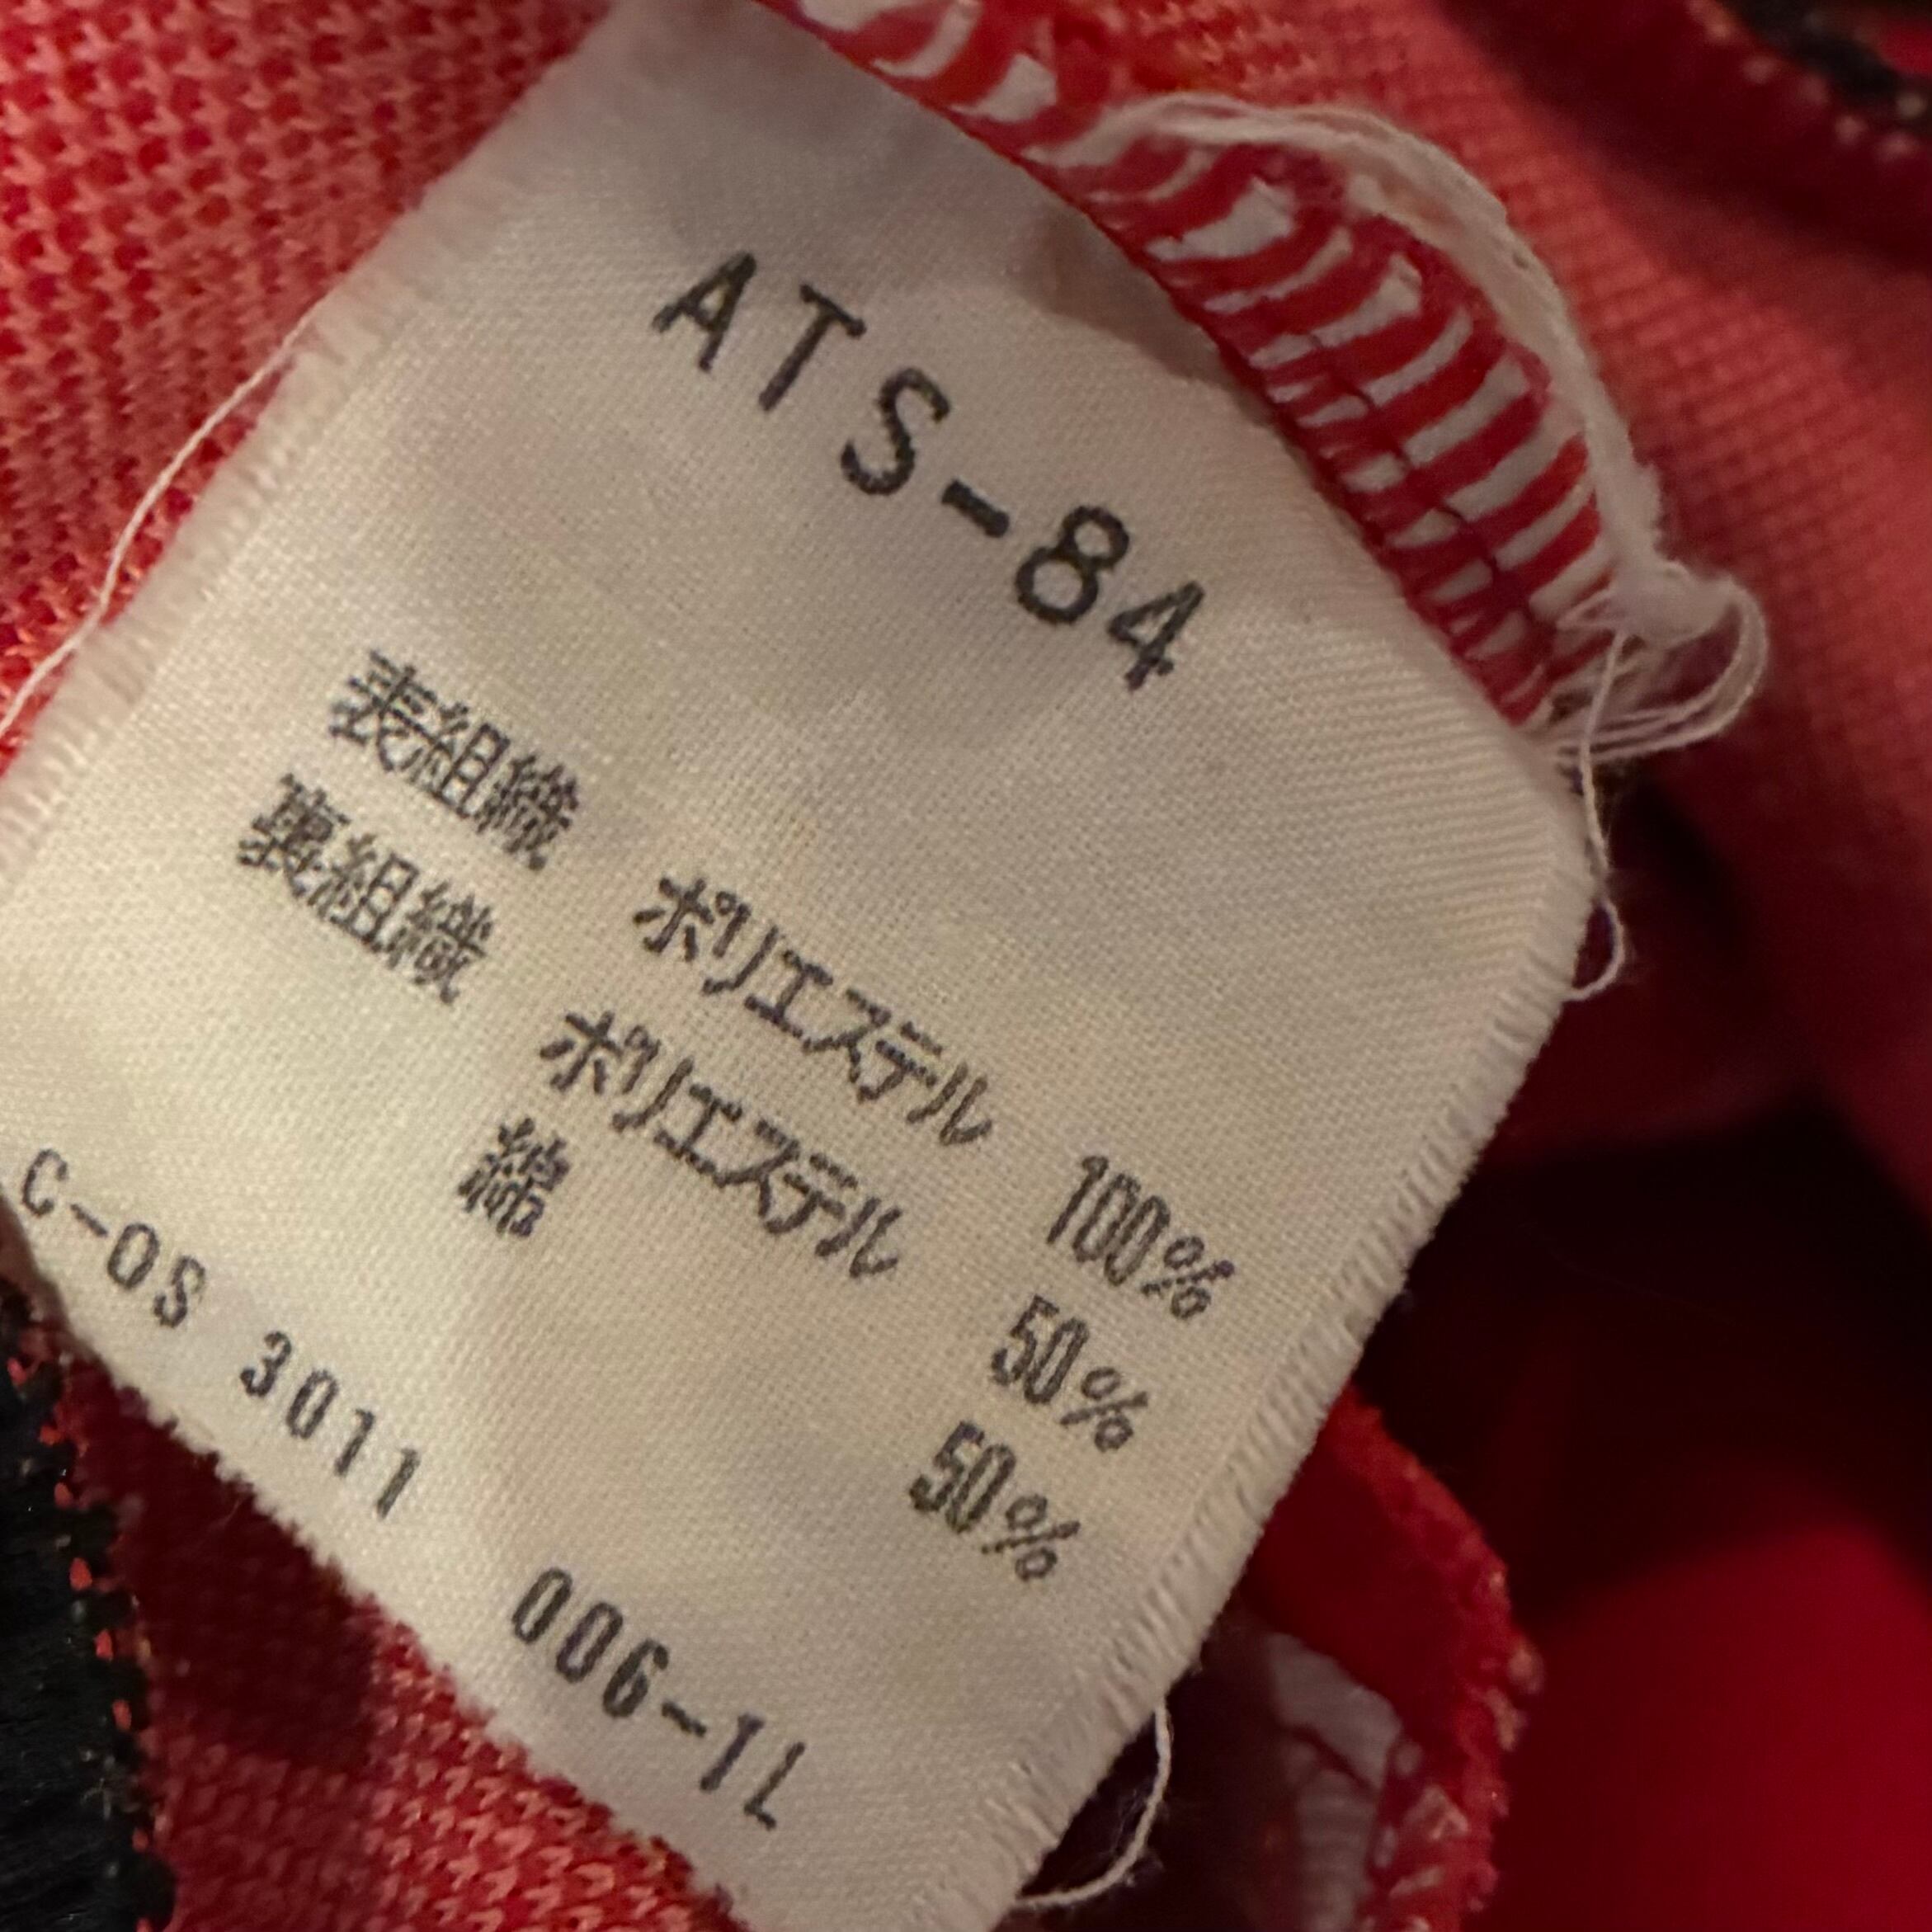 ATS-84
表組織 ポリエステル 100%
裏組織 ポリエステル 50%
綿 50%
C-OS 3011 006-1L